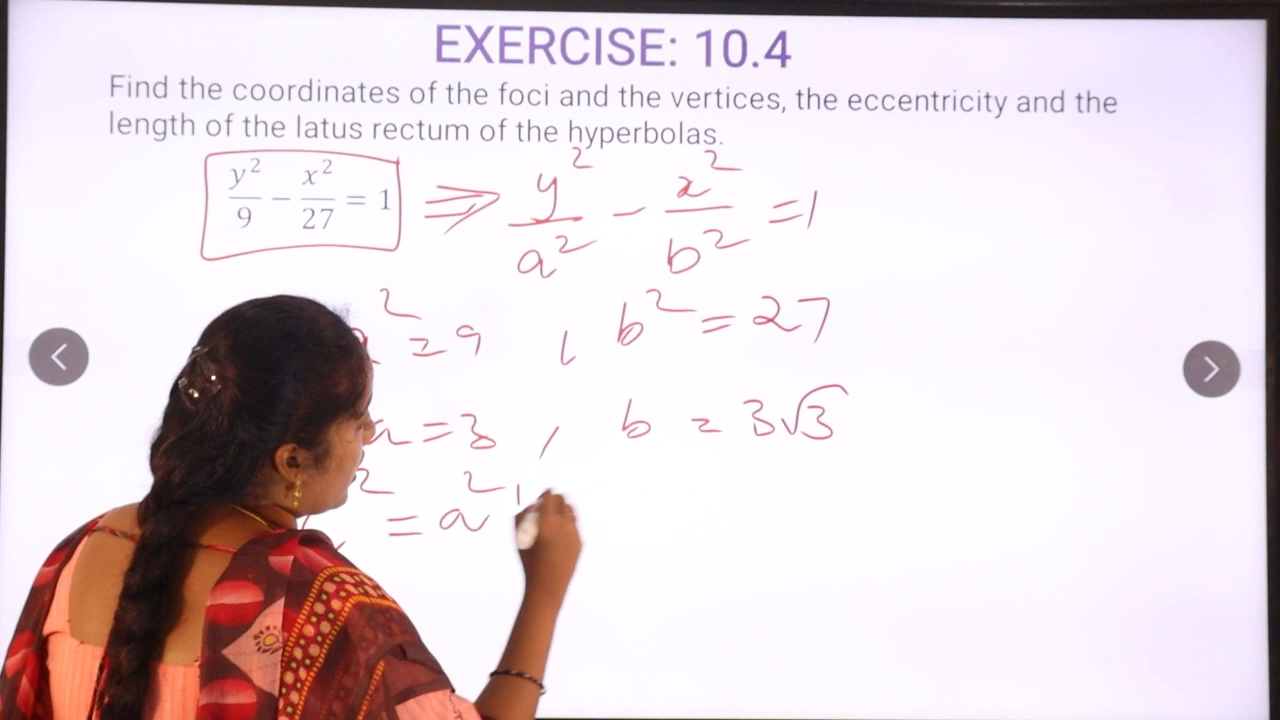 EXERCISE: 10.4
Find the coordinates of the foci and the vertices, the eccentricity and the
length of the latus rectum of the hyperbolas.
y²/9 − x²/27 = 1 ⇒ y²/a² − x²/b² = 1
a² = 9 , b² = 27
a = 3 , b = 3√3
² = a²